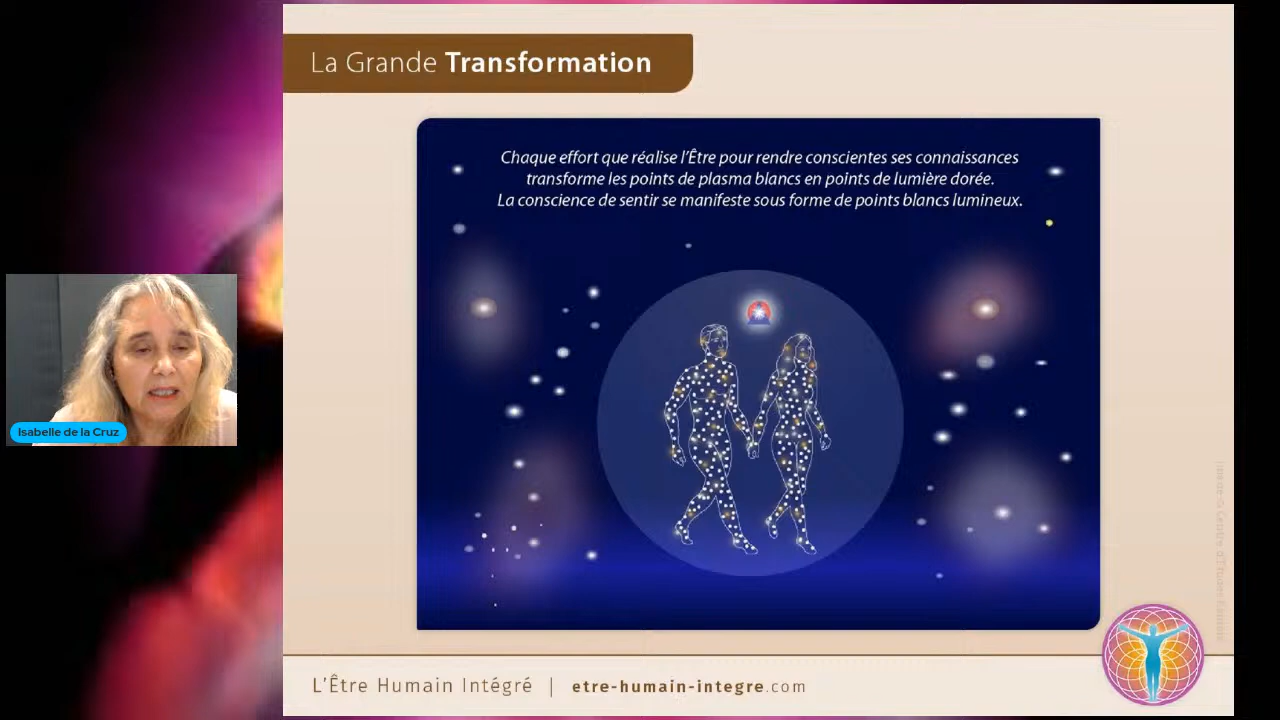 La Grande Transformation
Chaque effort que réalise l'Être pour rendre conscientes ses connaissances
transforme les points de plasma blancs en points de lumière dorée.
La conscience de sentir se manifeste sous forme de points blancs lumineux.
Isabelle de la Cruz
L'Être Humain Intégré | etre-humain-integre.com